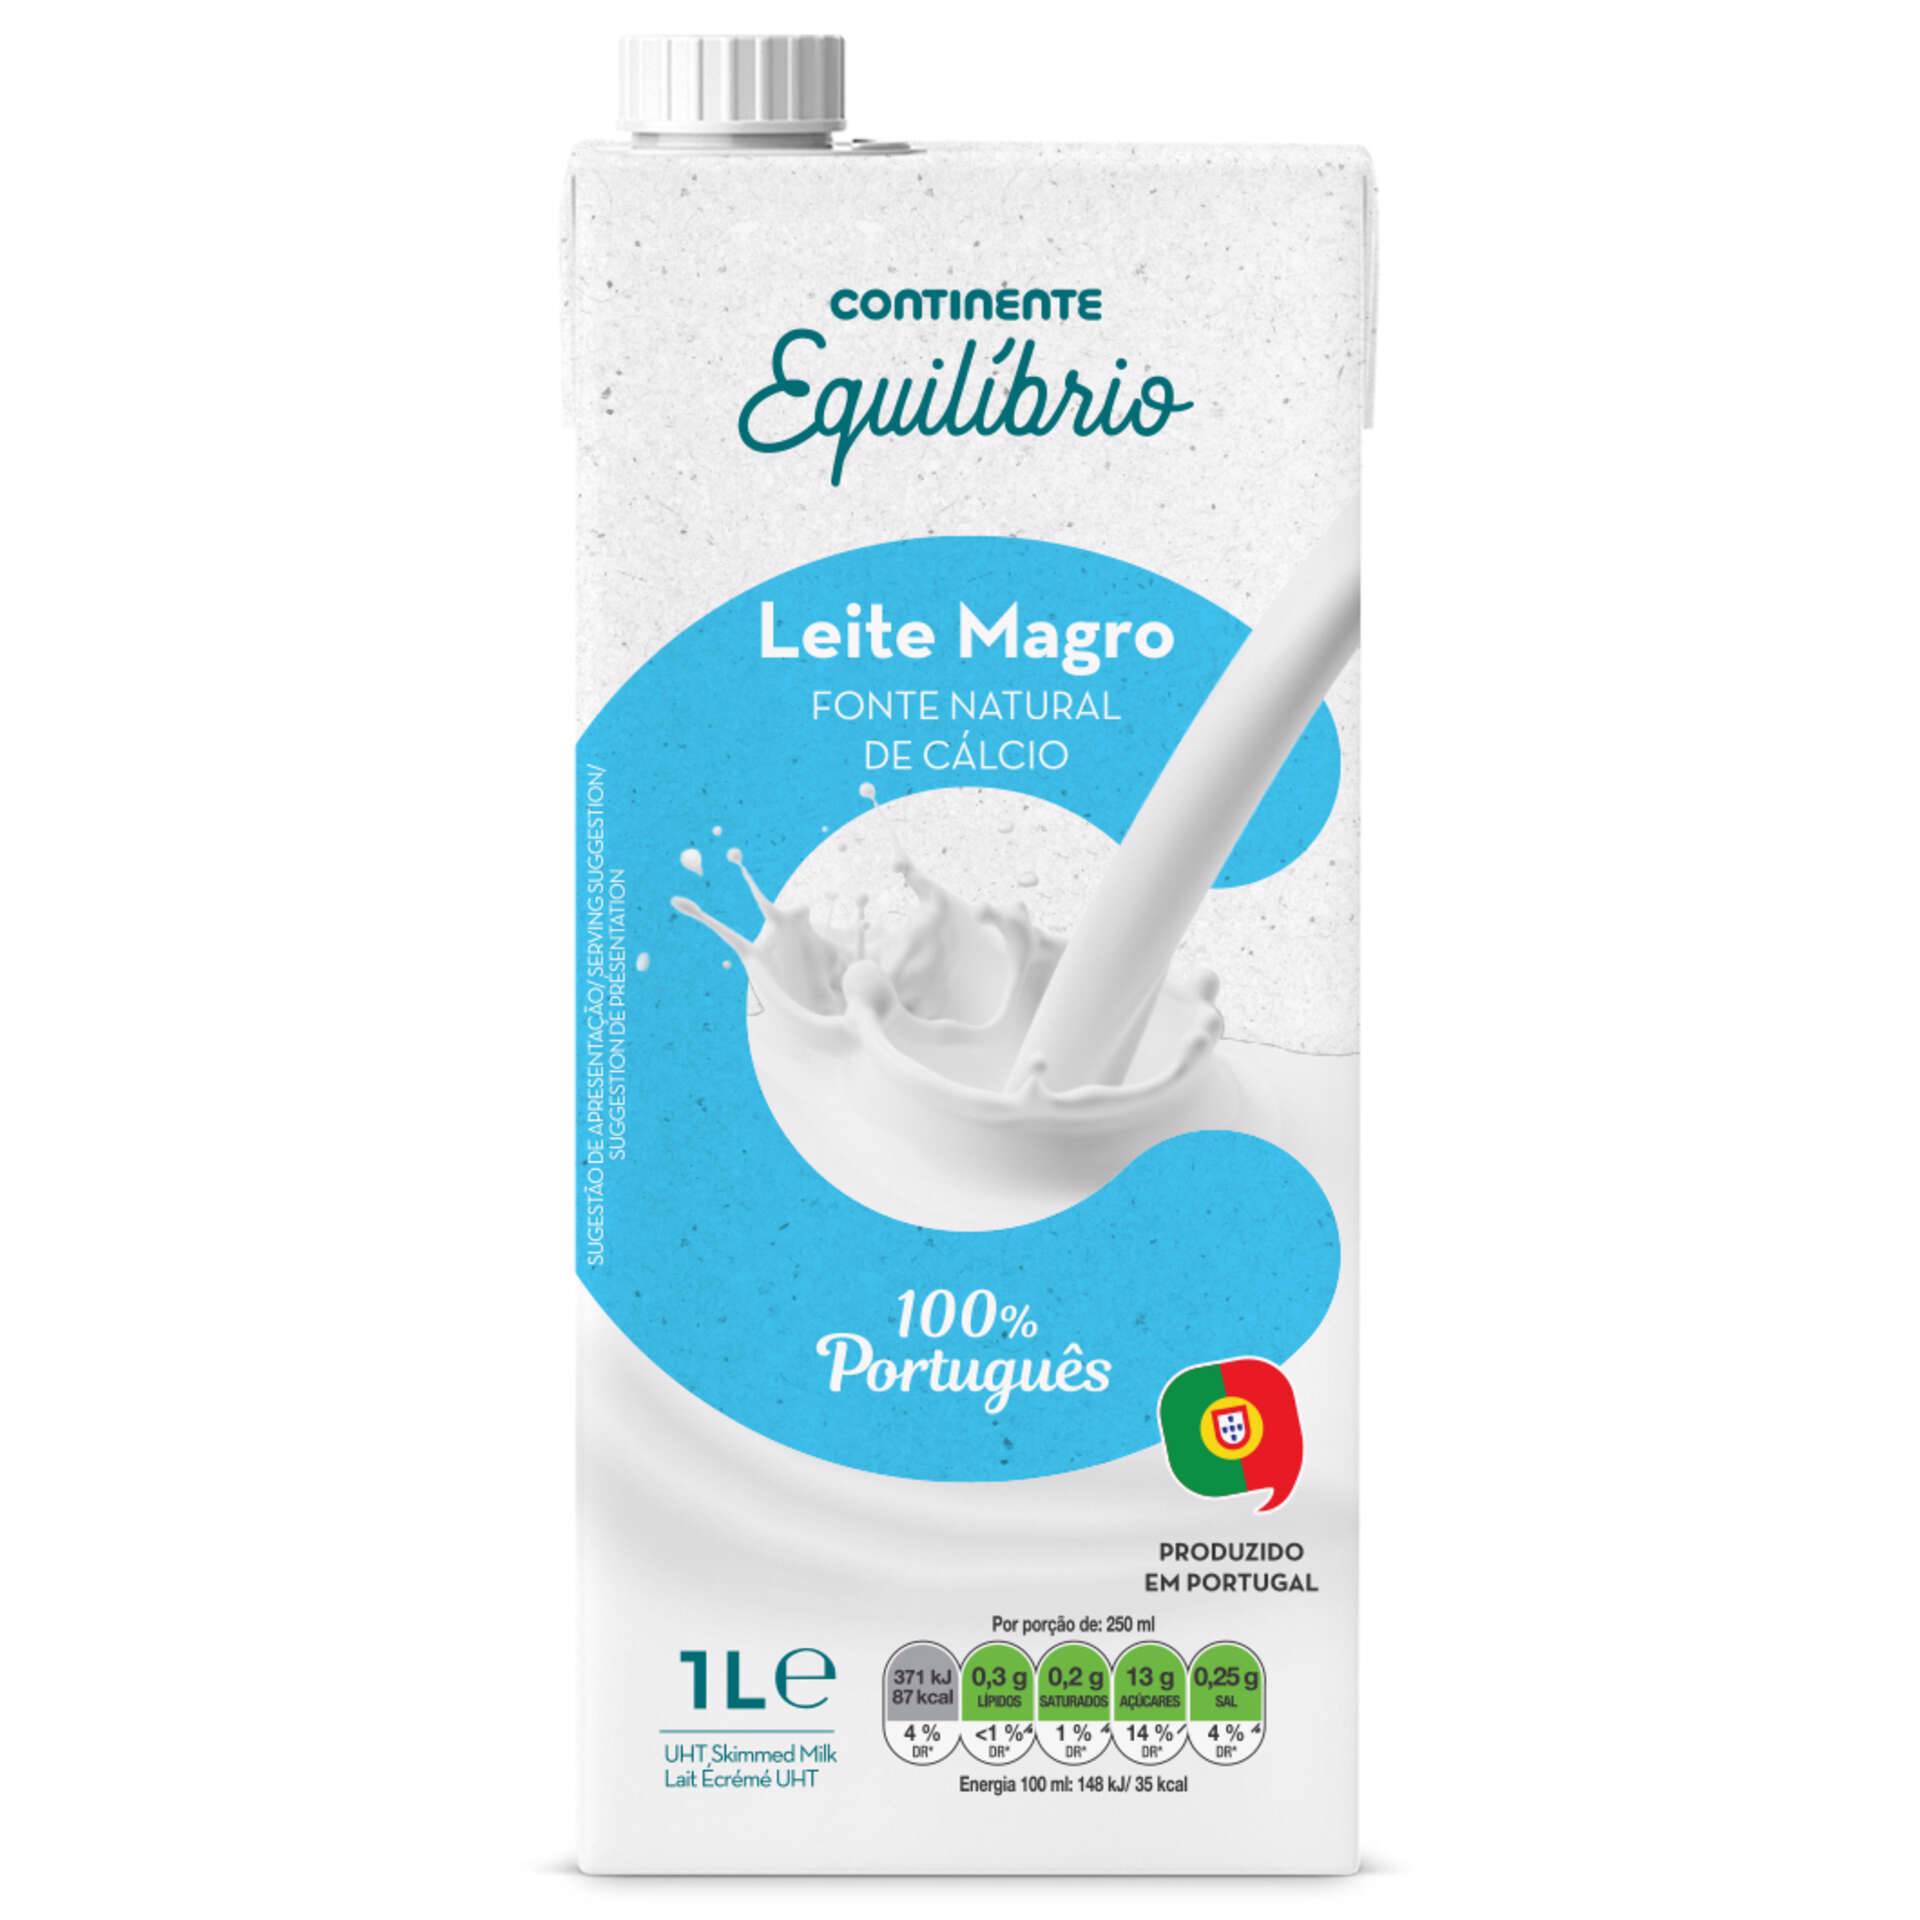 CONTINENTE
Equilíbrio
Leite Magro
FONTE NATURAL
DE CÁLCIO
SUGESTÃO DE APRESENTAÇÃO/ SERVING SUGGESTION/
SUGGESTION DE PRÉSENTATION
100%
Português
PRODUZIDO
EM PORTUGAL
Por porção de: 250 ml
371 kJ 0,3 g 0,2 g 13 g 0,25 g
87 kcal LÍPIDOS SATURADOS AÇÚCARES SAL
4 % <1 % 1 % 14 % 4 %
DR* DR* DR* DR* DR*
Energia 100 ml: 148 kJ/ 35 kcal
1L e
UHT Skimmed Milk
Lait Écrémé UHT